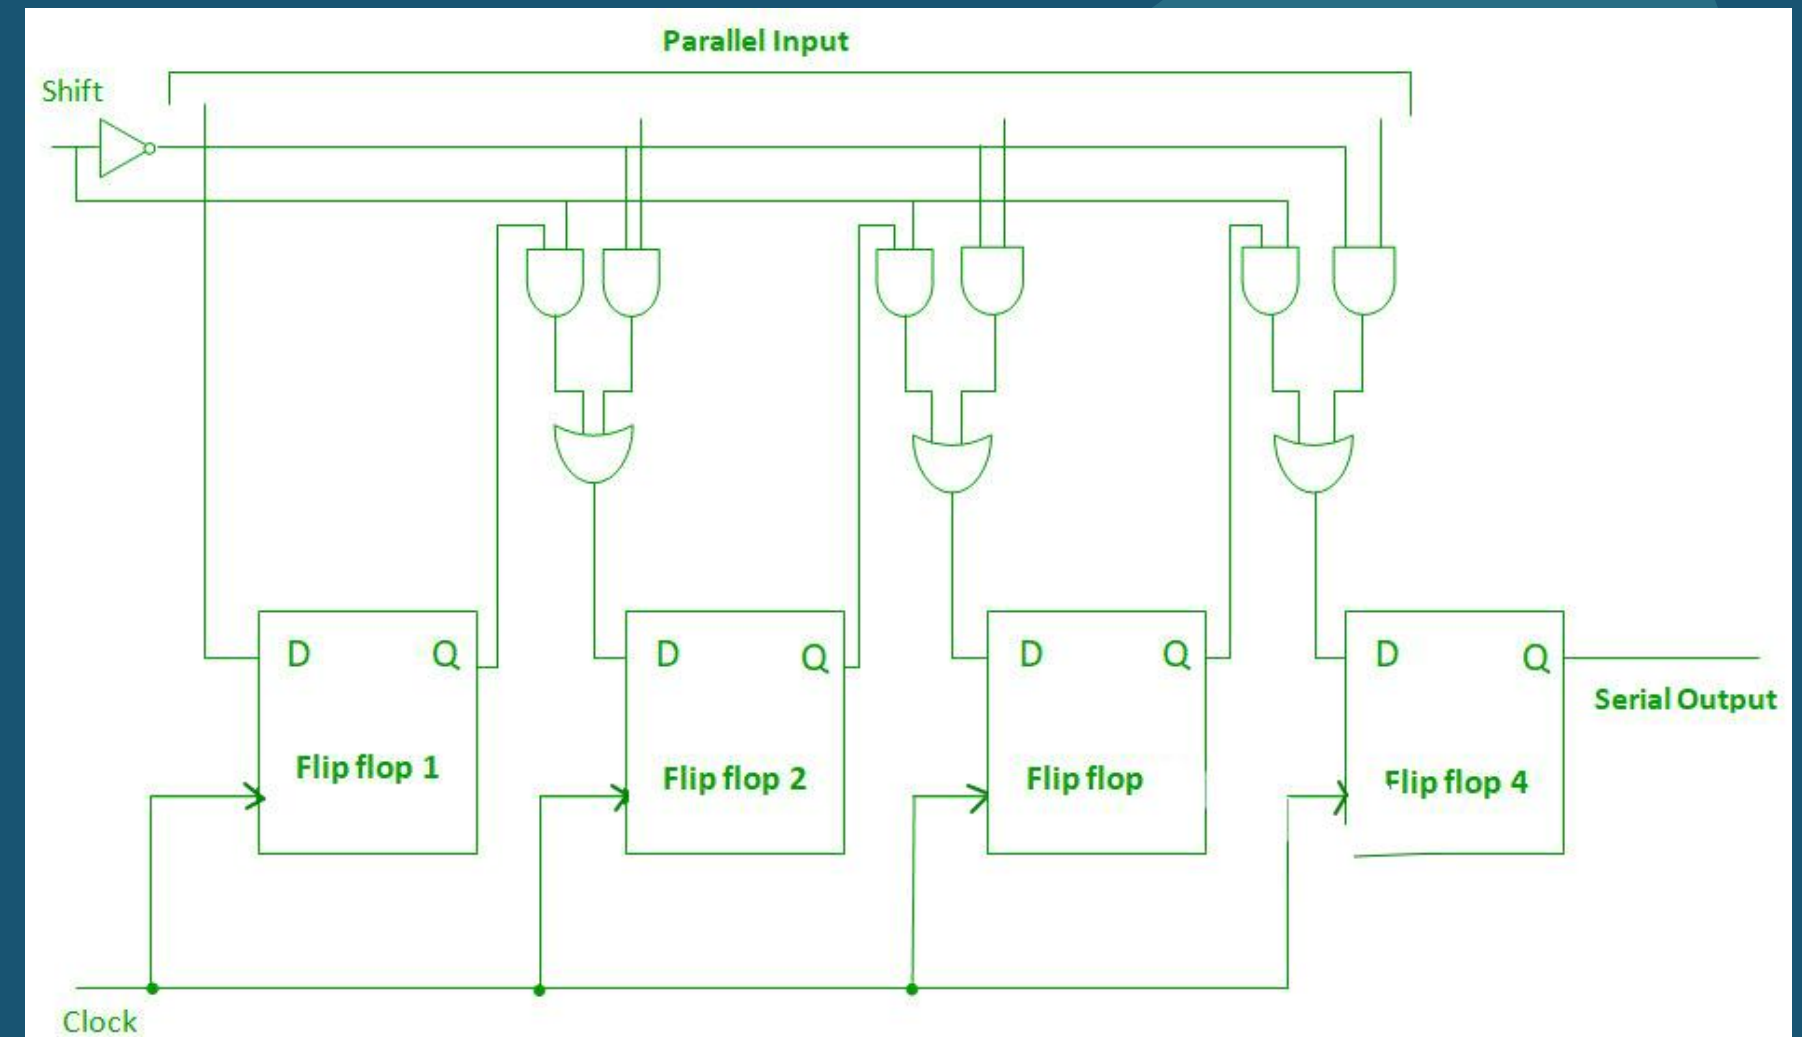 Parallel Input
Shift
D
Q
D
Q
D
Q
D
Q
Serial Output
Flip flop 1
Flip flop 2
Flip flop
Flip flop 4
Clock